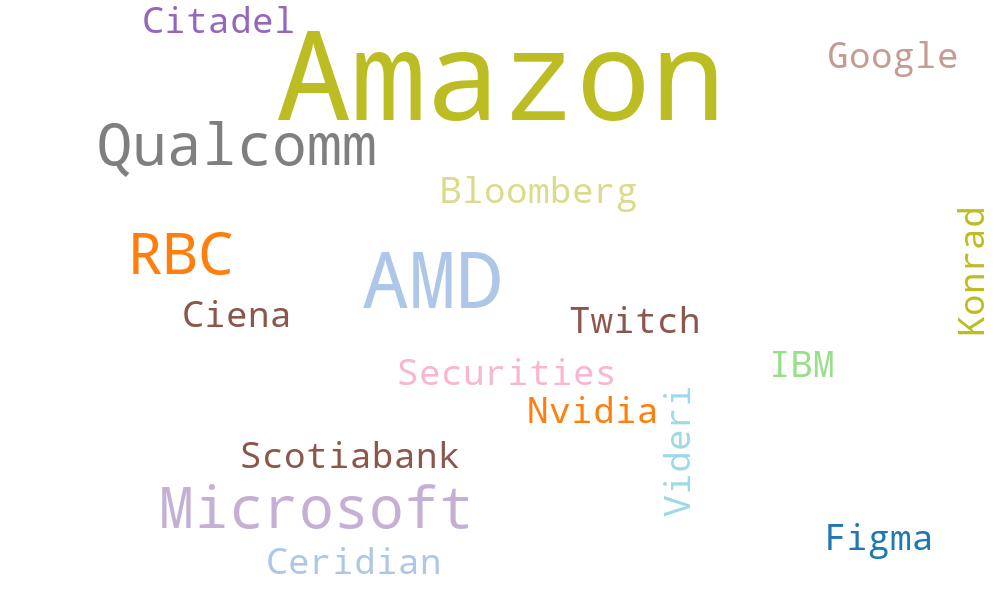 Citadel
Amazon
Google
Qualcomm
Bloomberg
Konrad
RBC
AMD
Ciena
Twitch
IBM
Securities
Nvidia
Videri
Scotiabank
Microsoft
Figma
Ceridian